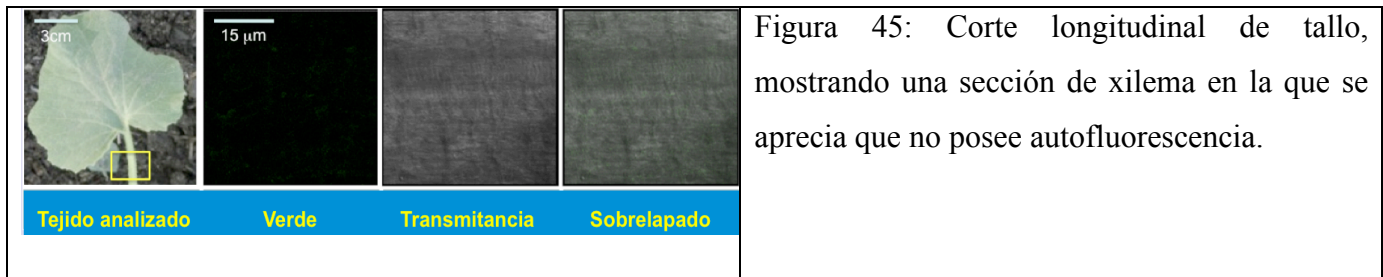 3cm
15 μm
Tejido analizado
Verde
Transmitancia
Sobrelapado
Figura 45: Corte longitudinal de tallo,
mostrando una sección de xilema en la que se
aprecia que no posee autofluorescencia.